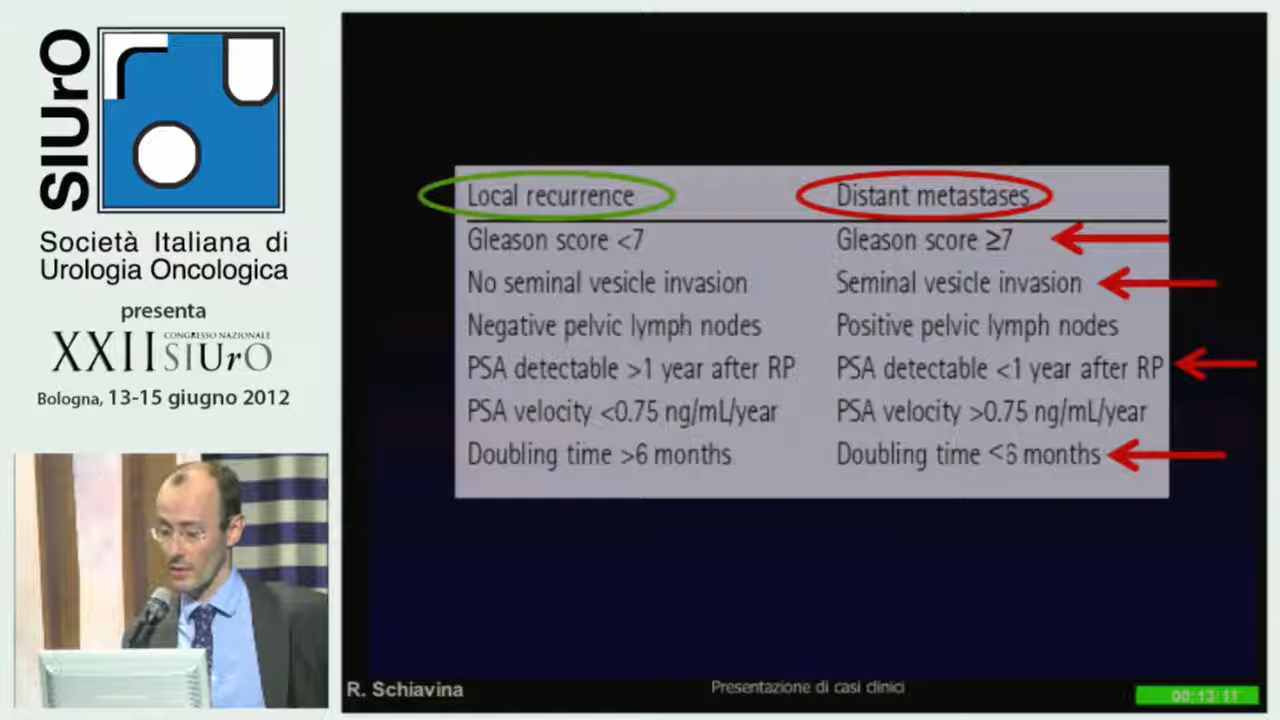 SIUrO
Società Italiana di
Urologia Oncologica
presenta
XXII CONGRESSO NAZIONALE
SIUrO
Bologna, 13-15 giugno 2012
Local recurrence Distant metastases
Gleason score <7 Gleason score ≥7
No seminal vesicle invasion Seminal vesicle invasion
Negative pelvic lymph nodes Positive pelvic lymph nodes
PSA detectable >1 year after RP PSA detectable <1 year after RP
PSA velocity <0.75 ng/mL/year PSA velocity >0.75 ng/mL/year
Doubling time >6 months Doubling time <6 months
R. Schiavina
Presentazione di casi clinici
00:13:11